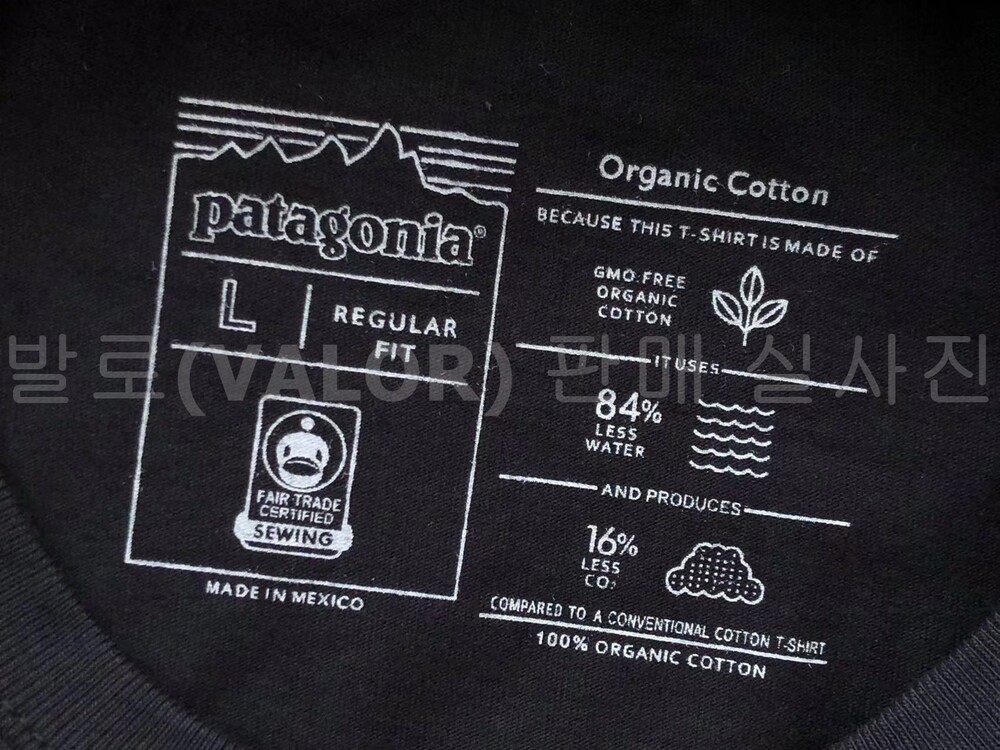 patagonia®
L
REGULAR
FIT
FAIR TRADE
CERTIFIED
SEWING
MADE IN MEXICO
Organic Cotton
BECAUSE THIS T-SHIRT IS MADE OF
GMO-FREE
ORGANIC
COTTON
IT USES
84%
LESS
WATER
AND PRODUCES
16%
LESS
CO2
COMPARED TO A CONVENTIONAL COTTON T-SHIRT
100% ORGANIC COTTON
발로(VALOR) 판매 실사진